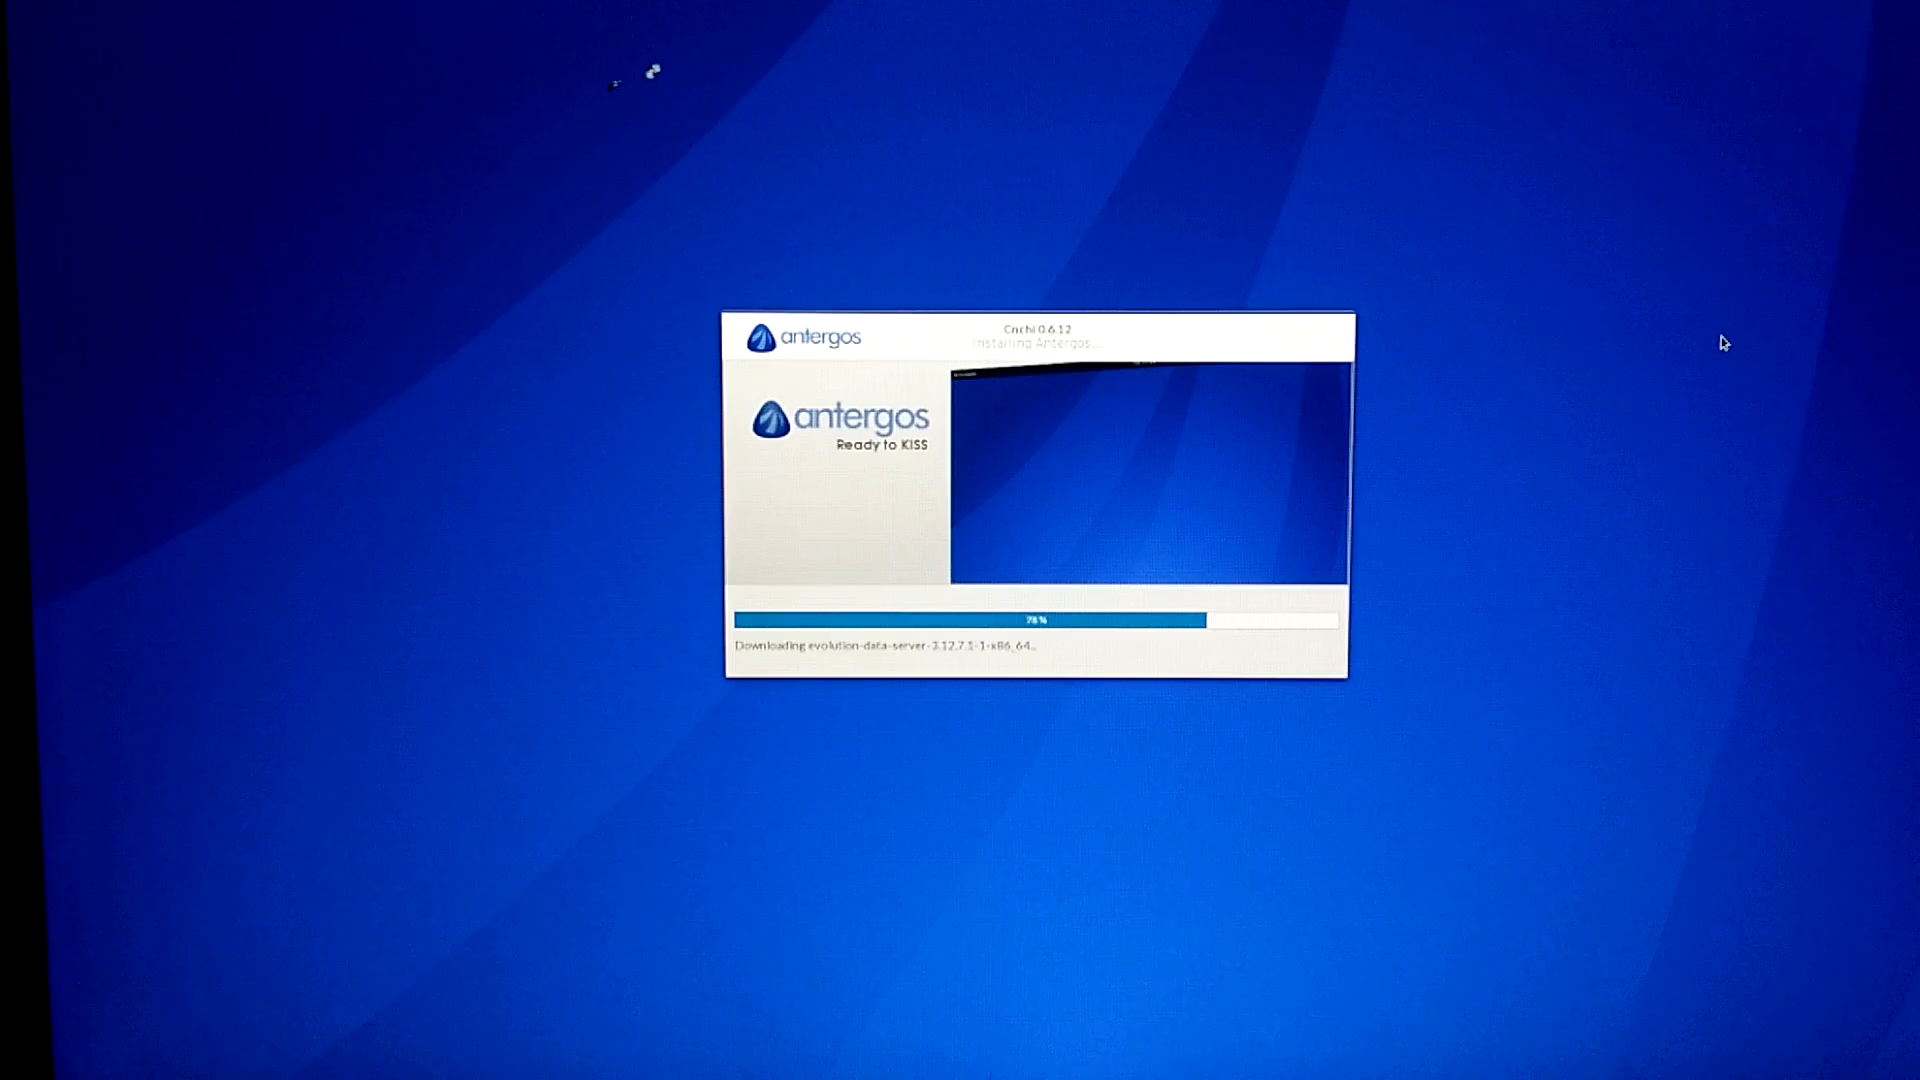 antergos
Cnchi 0.6.12
Installing Antergos...
antergos
Ready to KISS
78%
Downloading evolution-data-server-3.12.7.1-1-x86_64...